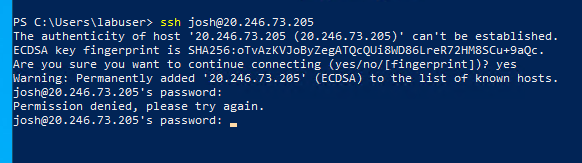 PS C:\Users\labuser> ssh josh@20.246.73.205
The authenticity of host '20.246.73.205 (20.246.73.205)' can't be established.
ECDSA key fingerprint is SHA256:oTvAzKVJoByZegATQcQUi8WD86LreR72HM8SCu+9aQc.
Are you sure you want to continue connecting (yes/no/[fingerprint])? yes
Warning: Permanently added '20.246.73.205' (ECDSA) to the list of known hosts.
josh@20.246.73.205's password:
Permission denied, please try again.
josh@20.246.73.205's password: